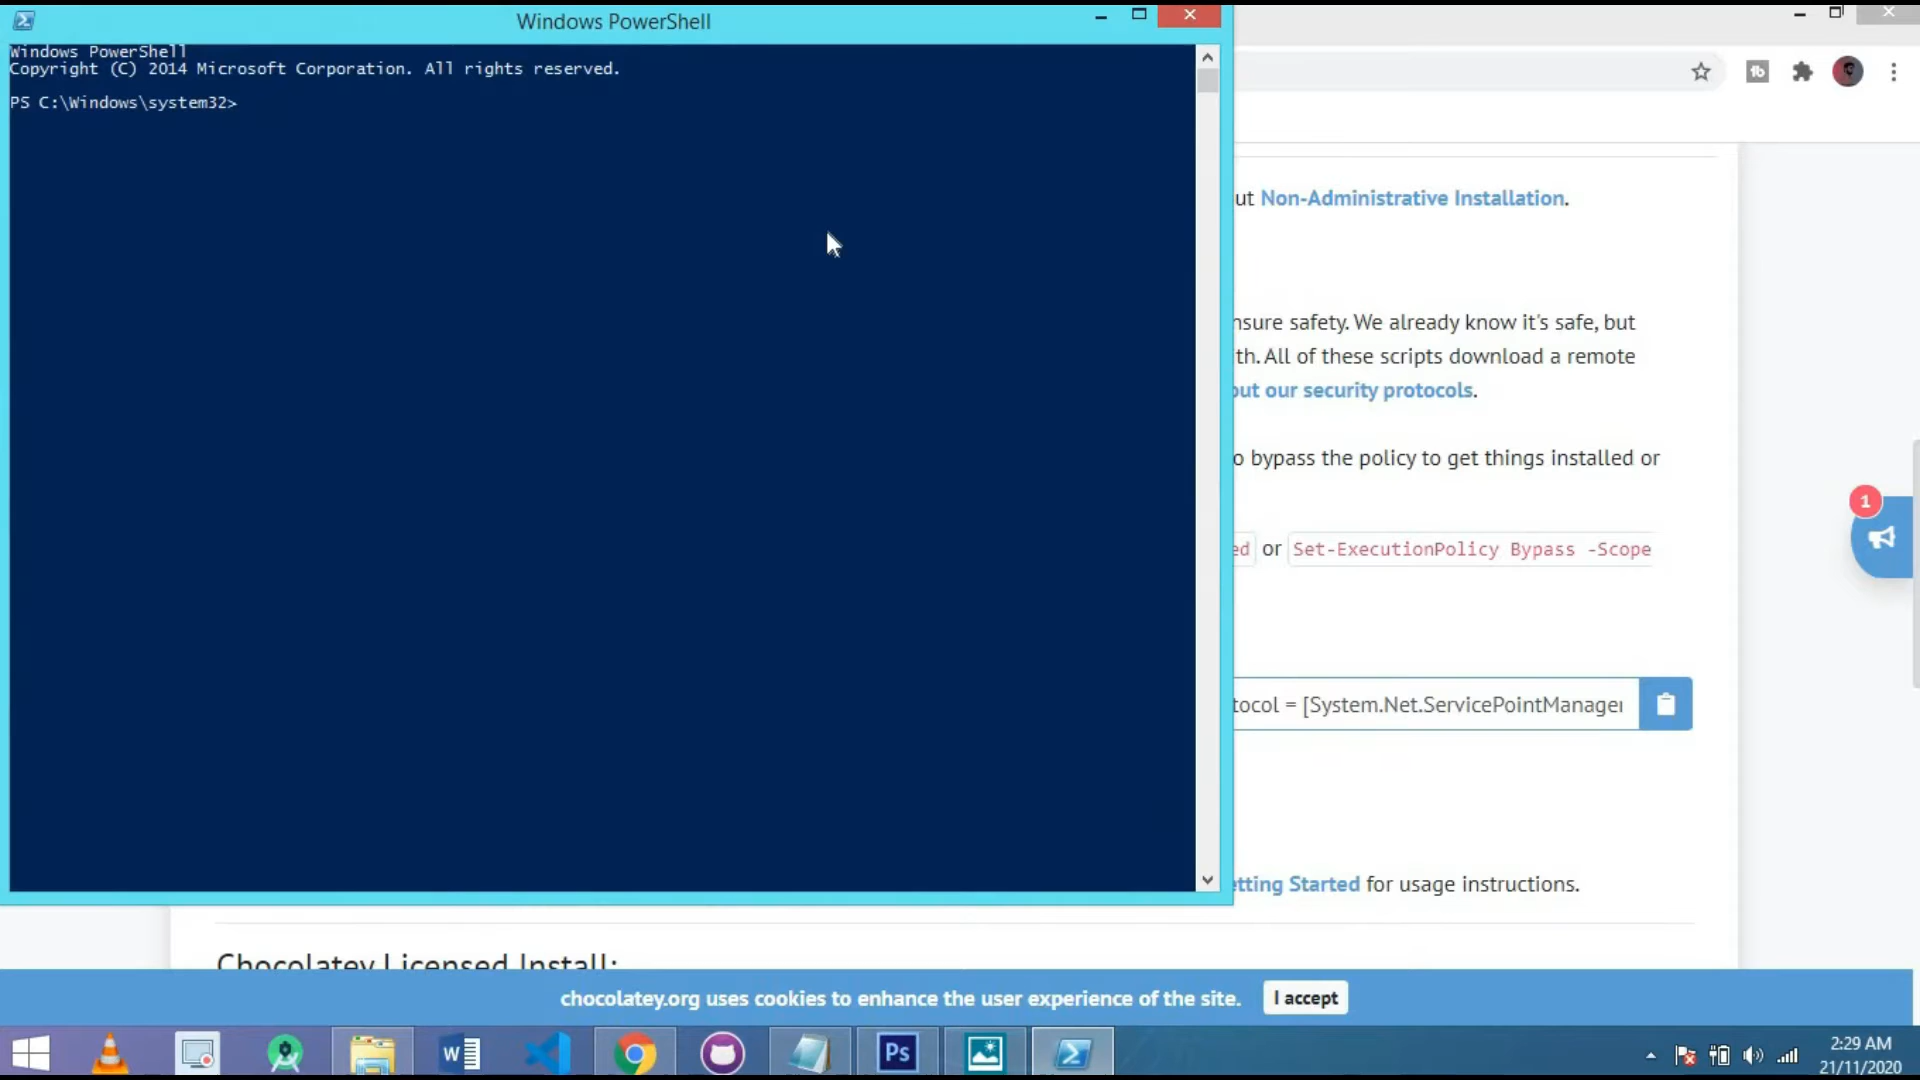 Windows PowerShell
Windows PowerShell
Copyright (C) 2014 Microsoft Corporation. All rights reserved.
PS C:\Windows\system32>
ut Non-Administrative Installation.
nsure safety. We already know it's safe, but
th. All of these scripts download a remote
out our security protocols.
o bypass the policy to get things installed or
1
ed or Set-ExecutionPolicy Bypass -Scope
tocol = [System.Net.ServicePointManager
etting Started for usage instructions.
Chocolatey Licensed Install:
chocolatey.org uses cookies to enhance the user experience of the site. I accept
W
Ps
2:29 AM
21/11/2020